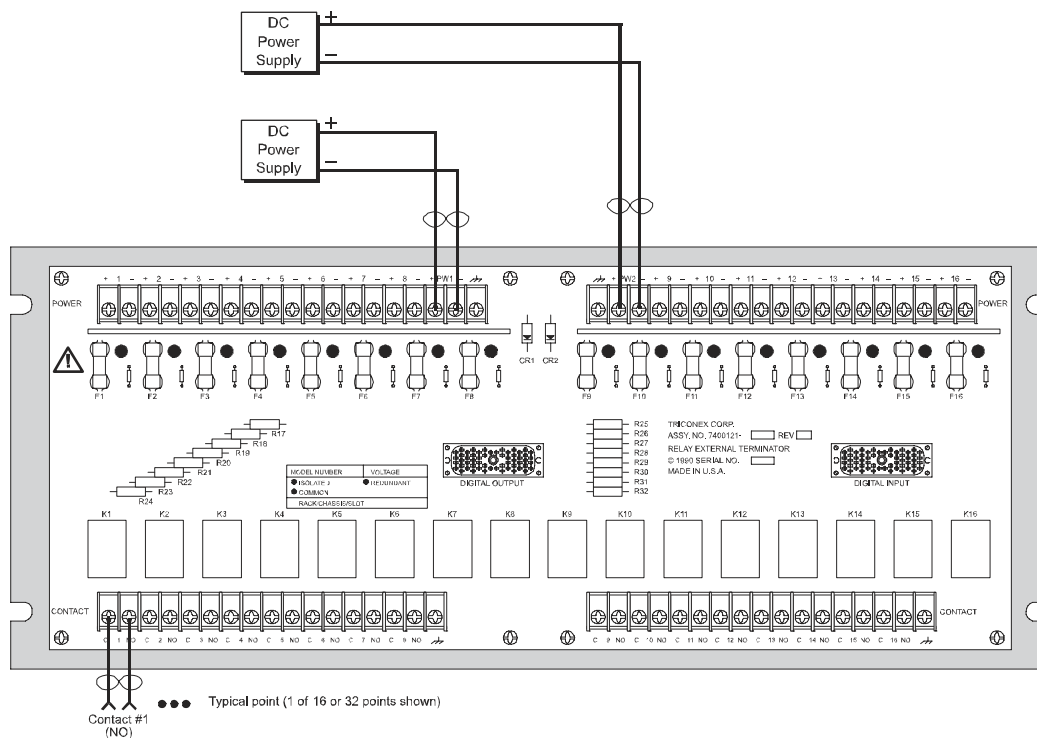 DC
Power
Supply
+
–
DC
Power
Supply
+
–
+ 1 – + 2 – + 3 – + 4 – + 5 – + 6 – + 7 – + 8 – + PW1 –
+ PW2 – + 9 – + 10 – + 11 – + 12 – – 13 – + 14 – + 15 – + 16 –
POWER
POWER
CR1 CR2
F1 F2 F3 F4 F5 F6 F7 F8
F9 F10 F11 F12 F13 F14 F15 F16
R17
R18
R19
R20
R21
R22
R23
R24
MODEL NUMBER VOLTAGE
ISOLATED REDUNDANT
COMMON
RACK/CHASSIS/SLOT
DIGITAL OUTPUT
R25
R26
R27
R28
R29
R30
R31
R32
TRICONEX CORP.
ASSY. NO. 7400121- REV
RELAY EXTERNAL TERMINATOR
© 1990 SERIAL NO.
MADE IN U.S.A.
DIGITAL INPUT
K1 K2 K3 K4 K5 K6 K7 K8 K9 K10 K11 K12 K13 K14 K15 K16
CONTACT
CONTACT
C 1 NO C 2 NO C 3 NO C 4 NO C 5 NO C 6 NO C 7 NO C 8 NO
C 9 NO C 10 NO C 11 NO C 12 NO C 13 NO C 14 NO C 15 NO C 16 NO
Typical point (1 of 16 or 32 points shown)
Contact #1
(NO)